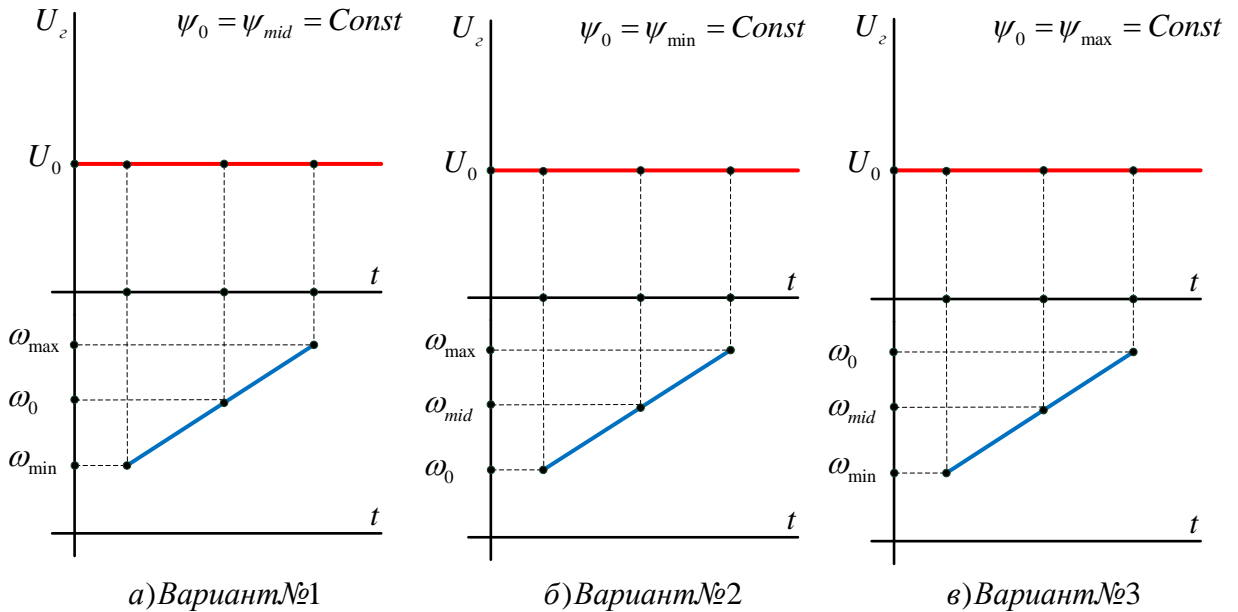 U_г
ψ_0 = ψ_mid = Const
U_0
t
ω_max
ω_0
ω_min
t
а)Вариант№1
U_г
ψ_0 = ψ_min = Const
U_0
t
ω_max
ω_mid
ω_0
t
б)Вариант№2
U_г
ψ_0 = ψ_max = Const
U_0
t
ω_0
ω_mid
ω_min
t
в)Вариант№3